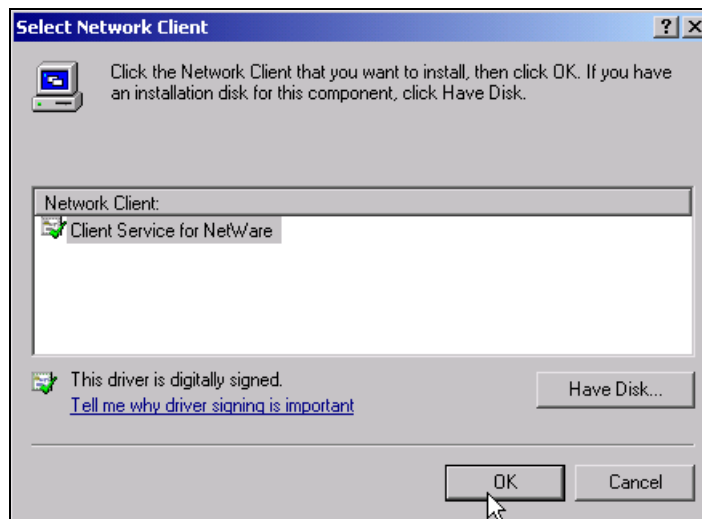 Select Network Client
Click the Network Client that you want to install, then click OK. If you have
an installation disk for this component, click Have Disk.
Network Client:
Client Service for NetWare
This driver is digitally signed.
Tell me why driver signing is important
Have Disk...
OK
Cancel